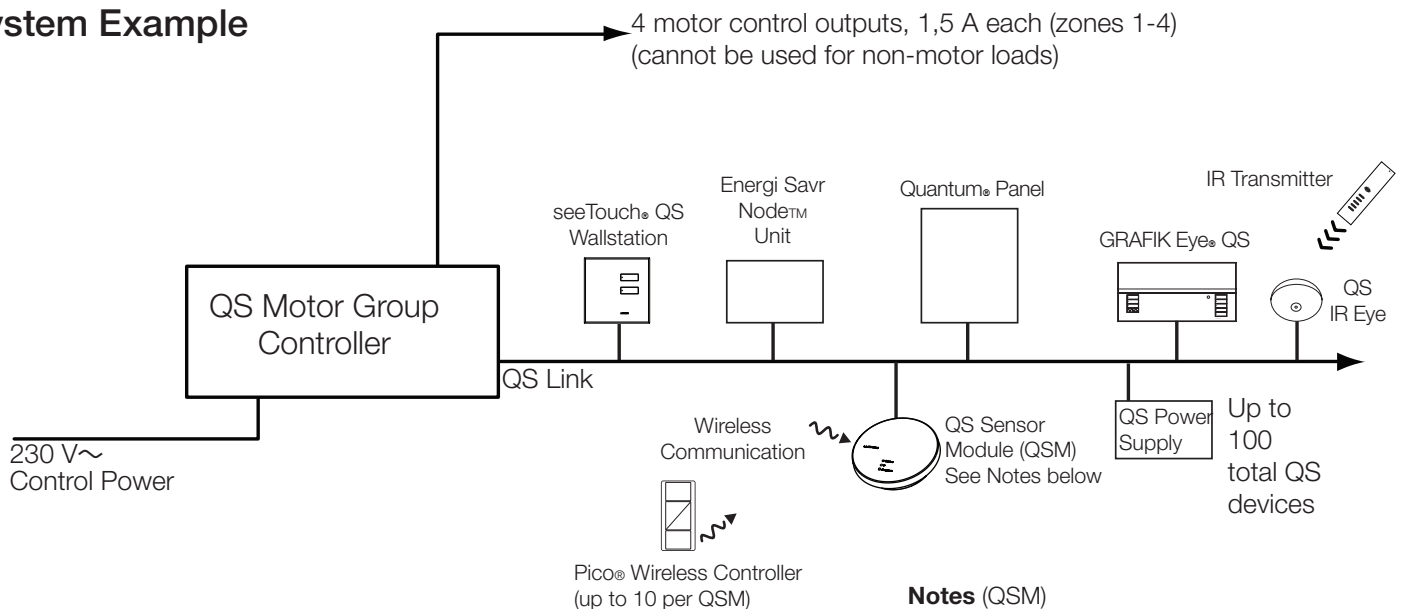 ystem Example
4 motor control outputs, 1,5 A each (zones 1-4)
(cannot be used for non-motor loads)
IR Transmitter
Energi Savr
Node™
Unit
Quantum® Panel
seeTouch® QS
Wallstation
GRAFIK Eye® QS
QS
IR Eye
QS Motor Group
Controller
QS Link
230 V~
Control Power
Wireless
Communication
QS Sensor
Module (QSM)
See Notes below
QS Power
Supply
Up to
100
total QS
devices
Pico® Wireless Controller
(up to 10 per QSM)
Notes (QSM)